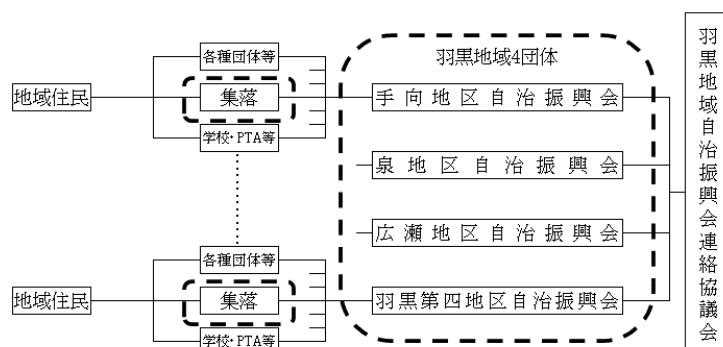 各種団体等
羽黒地域4団体
地域住民
集落
手向地区自治振興会
学校・PTA等
泉地区自治振興会
広瀬地区自治振興会
各種団体等
地域住民
集落
羽黒第四地区自治振興会
学校・PTA等
羽黒地域自治振興会連絡協議会